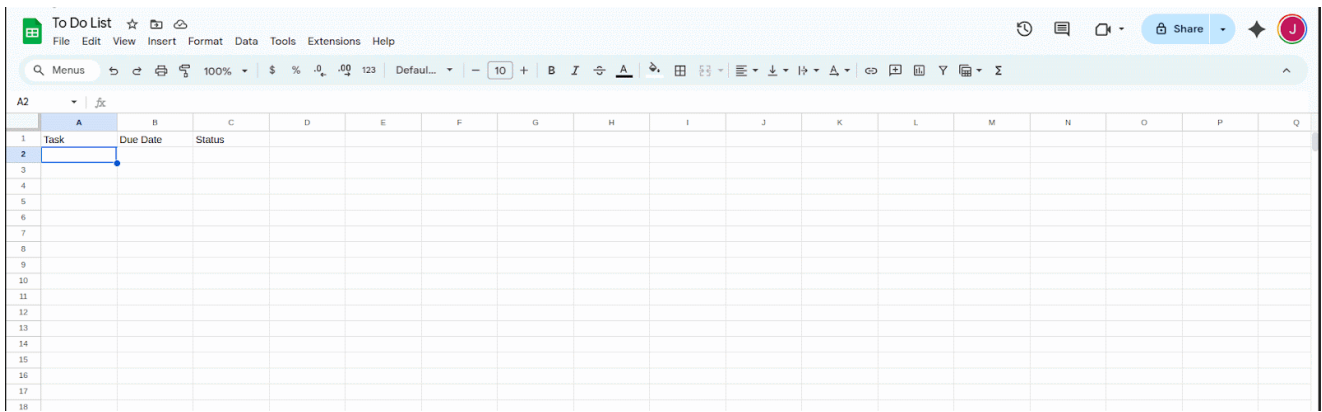 To Do List
File Edit View Insert Format Data Tools Extensions Help
Share
J
Menus 100% $ % .0 .00 123 Defaul... 10 B I A Σ
A2 fx
A B C D E F G H I J K L M N O P Q
1 Task Due Date Status
2
3
4
5
6
7
8
9
10
11
12
13
14
15
16
17
18